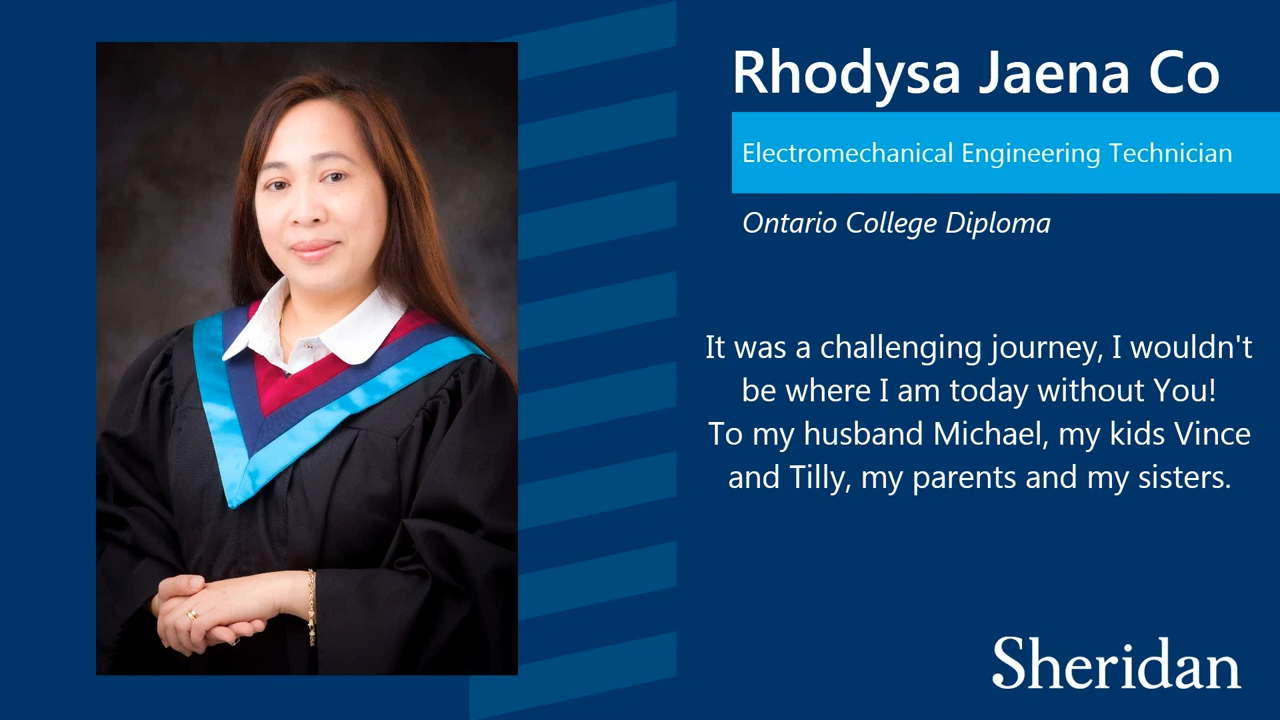 Rhodysa Jaena Co
Electromechanical Engineering Technician
Ontario College Diploma
It was a challenging journey, I wouldn't
be where I am today without You!
To my husband Michael, my kids Vince
and Tilly, my parents and my sisters.
Sheridan